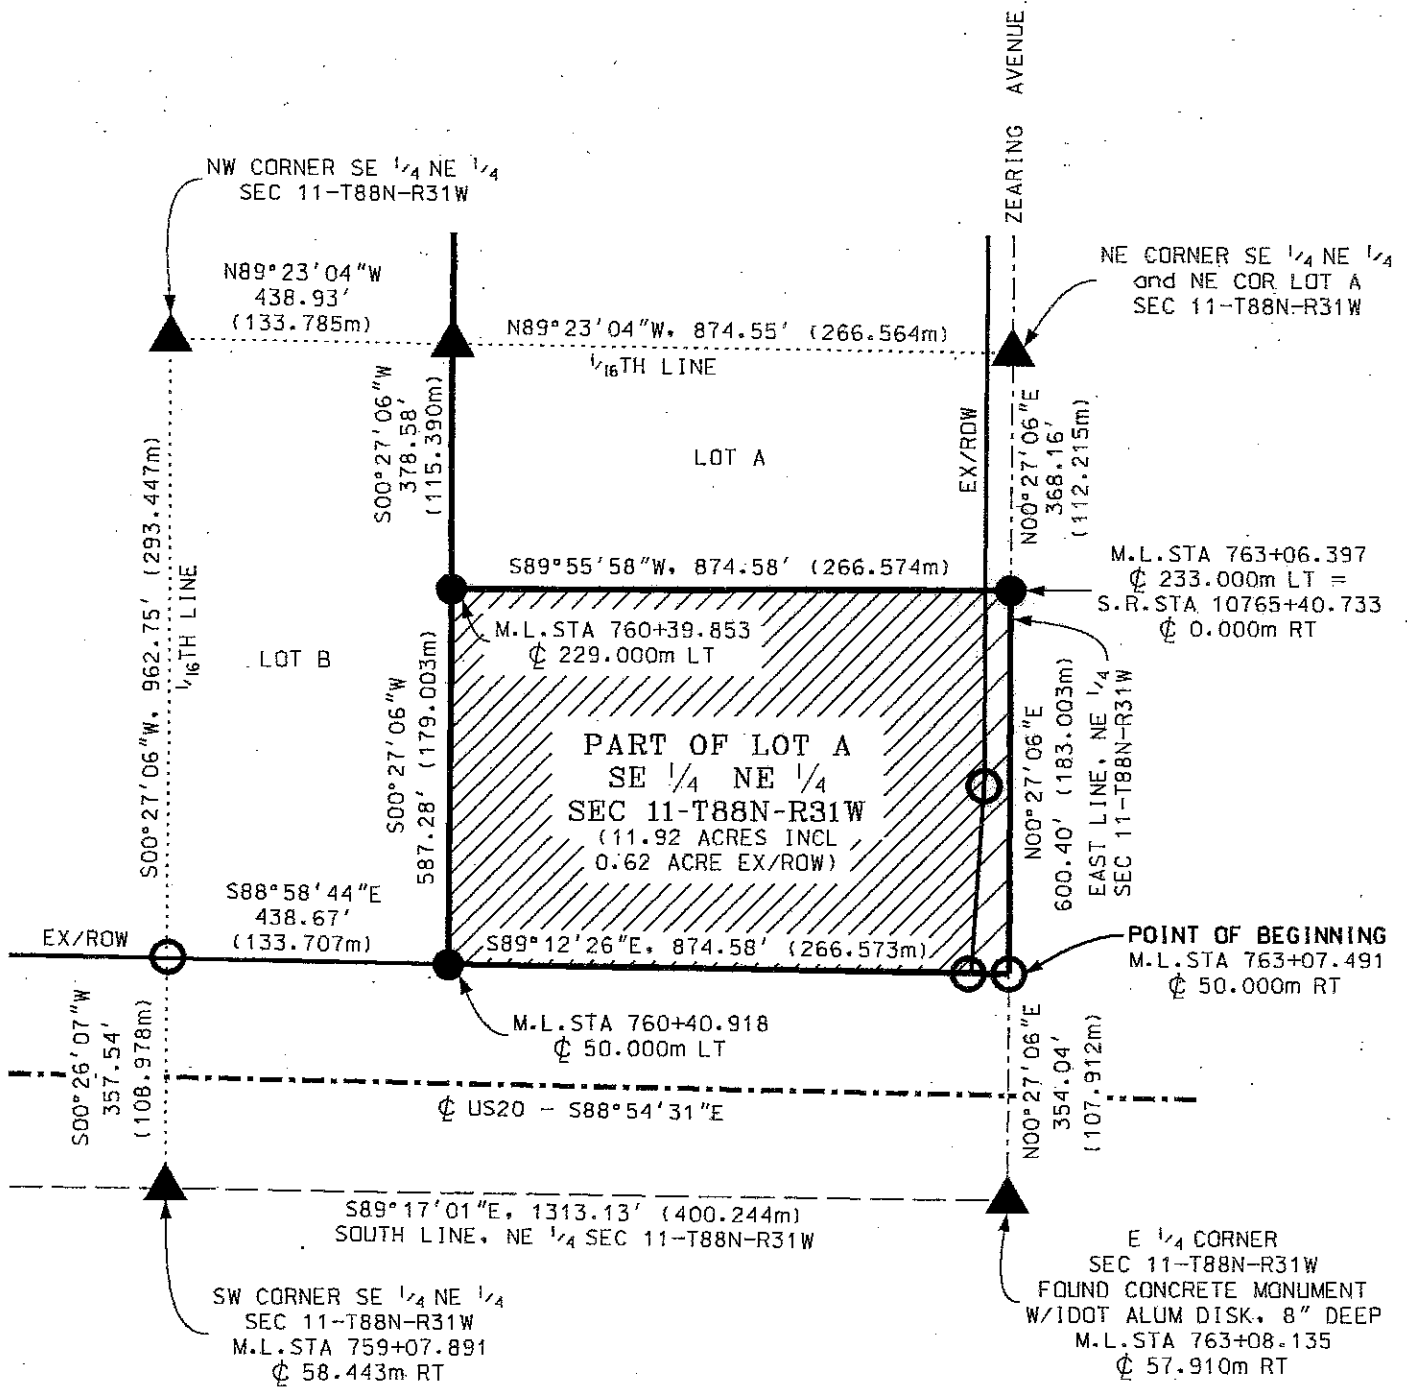 ZEARING AVENUE
NW CORNER SE 1/4 NE 1/4
SEC 11-T88N-R31W
N89°23'04"W
438.93'
(133.785m)
N89°23'04"W, 874.55' (266.564m)
1/16TH LINE
NE CORNER SE 1/4 NE 1/4
and NE COR LOT A
SEC 11-T88N-R31W
S00°27'06"W
378.58'
(115.390m)
LOT A
EX/ROW
N00°27'06"E
368.16'
(112.215m)
S00°27'06"W, 962.75' (293.447m)
1/16TH LINE
LOT B
S89°55'58"W, 874.58' (266.574m)
M.L.STA 763+06.397
℄ 233.000m LT =
S.R.STA 10765+40.733
℄ 0.000m RT
M.L.STA 760+39.853
℄ 229.000m LT
S00°27'06"W
587.28' (179.003m)
PART OF LOT A
SE 1/4 NE 1/4
SEC 11-T88N-R31W
(11.92 ACRES INCL
0.62 ACRE EX/ROW)
N00°27'06"E
600.40' (183.003m)
EAST LINE, NE 1/4
SEC 11-T88N-R31W
S88°58'44"E
438.67'
(133.707m)
EX/ROW
S89°12'26"E, 874.58' (266.573m)
POINT OF BEGINNING
M.L.STA 763+07.491
℄ 50.000m RT
M.L.STA 760+40.918
℄ 50.000m LT
S00°26'07"W
357.54'
(108.978m)
N00°27'06"E
354.04'
(107.912m)
℄ US20 - S88°54'31"E
S89°17'01"E, 1313.13' (400.244m)
SOUTH LINE, NE 1/4 SEC 11-T88N-R31W
SW CORNER SE 1/4 NE 1/4
SEC 11-T88N-R31W
M.L.STA 759+07.891
℄ 58.443m RT
E 1/4 CORNER
SEC 11-T88N-R31W
FOUND CONCRETE MONUMENT
W/IDOT ALUM DISK, 8" DEEP
M.L.STA 763+08.135
℄ 57.910m RT